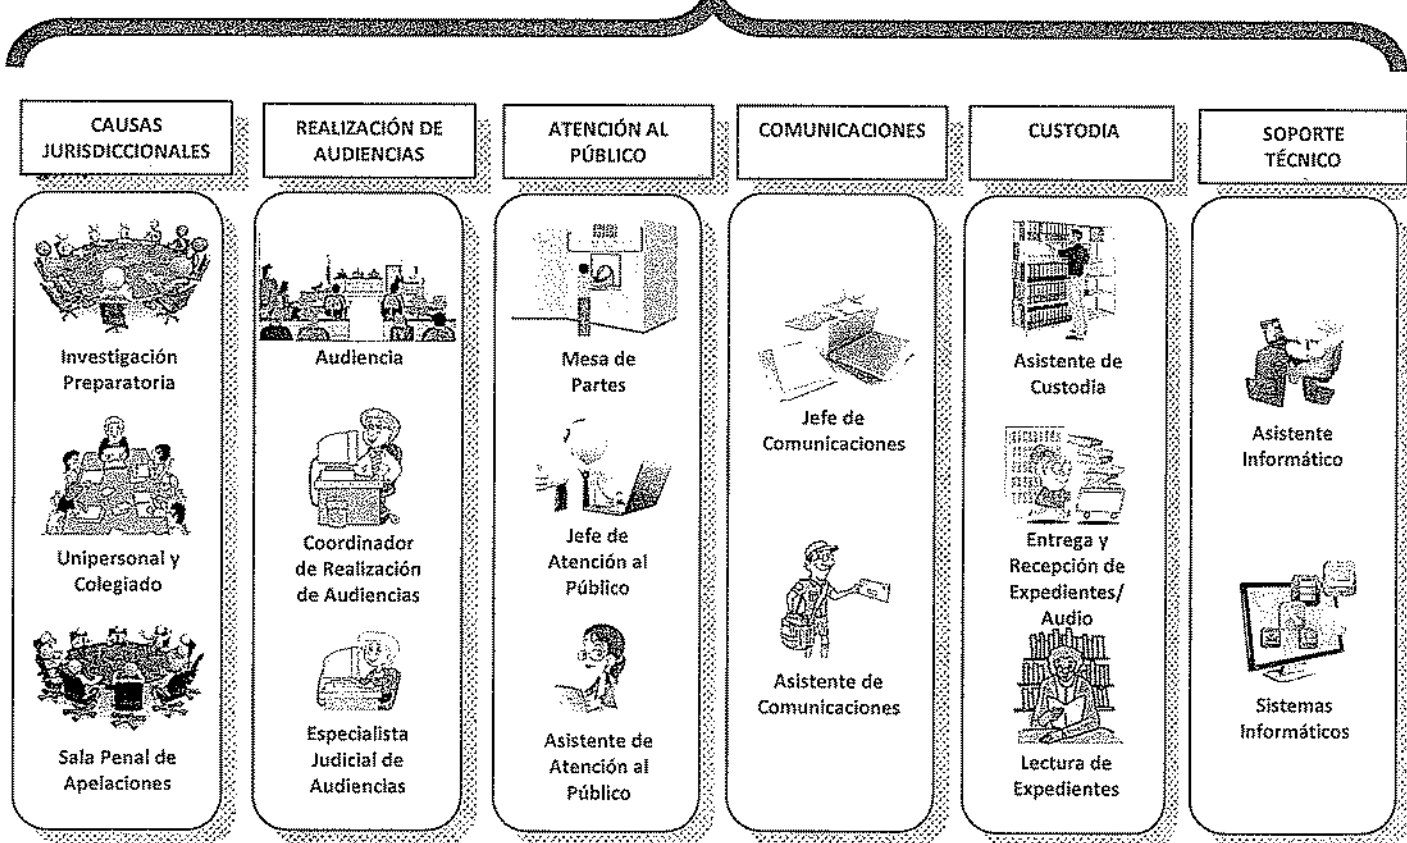 CAUSAS
JURISDICCIONALES
REALIZACIÓN DE
AUDIENCIAS
ATENCIÓN AL
PÚBLICO
COMUNICACIONES
CUSTODIA
SOPORTE
TÉCNICO
Investigación
Preparatoria
Unipersonal y
Colegiado
Sala Penal de
Apelaciones
Audiencia
Coordinador
de Realización
de Audiencias
Especialista
Judicial de
Audiencias
Mesa de
Partes
Jefe de
Atención al
Público
Asistente de
Atención al
Público
Jefe de
Comunicaciones
Asistente de
Comunicaciones
Asistente de
Custodia
Entrega y
Recepción de
Expedientes/
Audio
Lectura de
Expedientes
Asistente
Informático
Sistemas
Informáticos